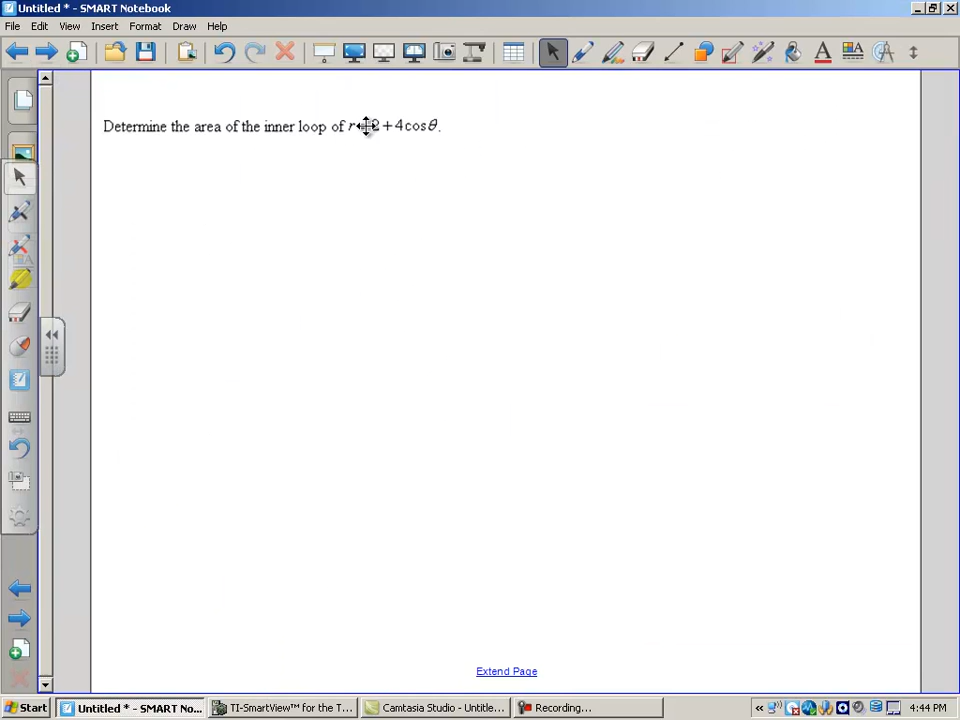 Untitled * - SMART Notebook
File Edit View Insert Format Draw Help
Determine the area of the inner loop of r 2+4cosθ.
Extend Page
Start Untitled * - SMART No... TI-SmartView™ for the T... Camtasia Studio - Untitle... Recording... « 4:44 PM